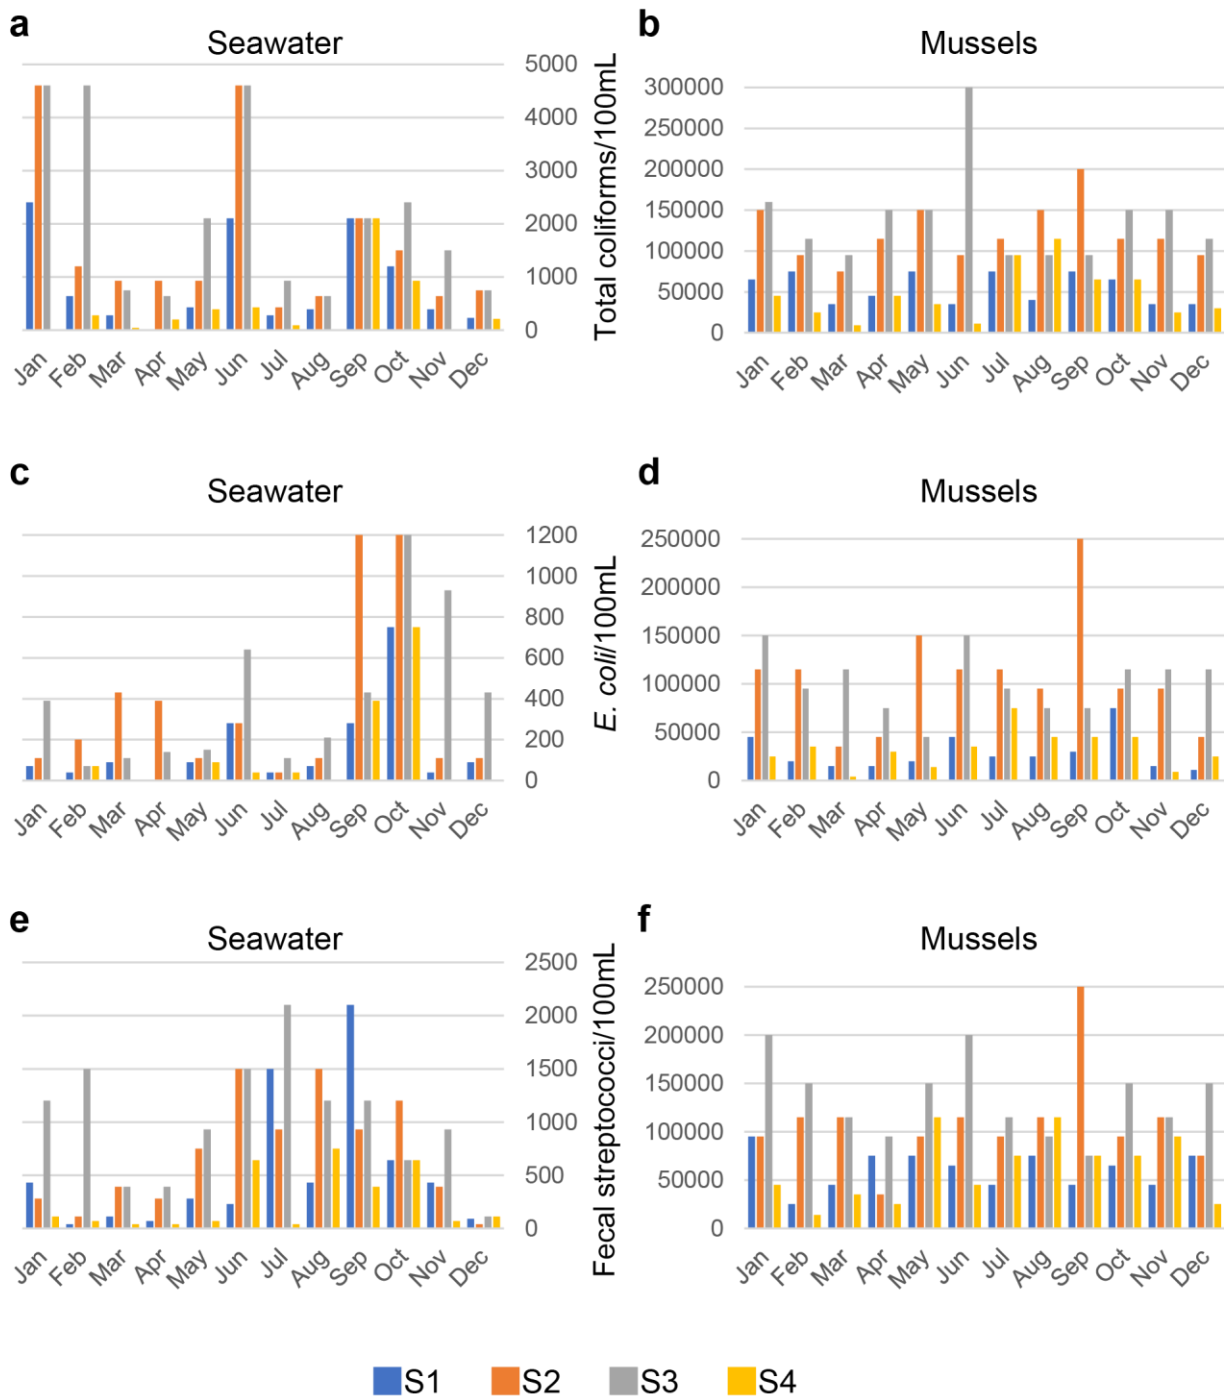 a
Seawater
5000
4000
3000
2000
1000
0
Total coliforms/100mL
Jan Feb Mar Apr May Jun Jul Aug Sep Oct Nov Dec
b
Mussels
300000
250000
200000
150000
100000
50000
0
Jan Feb Mar Apr May Jun Jul Aug Sep Oct Nov Dec
c
Seawater
1200
1000
800
600
400
200
0
E. coli/100mL
Jan Feb Mar Apr May Jun Jul Aug Sep Oct Nov Dec
d
Mussels
250000
200000
150000
100000
50000
0
Jan Feb Mar Apr May Jun Jul Aug Sep Oct Nov Dec
e
Seawater
2500
2000
1500
1000
500
0
Fecal streptococci/100mL
Jan Feb Mar Apr May Jun Jul Aug Sep Oct Nov Dec
f
Mussels
250000
200000
150000
100000
50000
0
Jan Feb Mar Apr May Jun Jul Aug Sep Oct Nov Dec
S1 S2 S3 S4